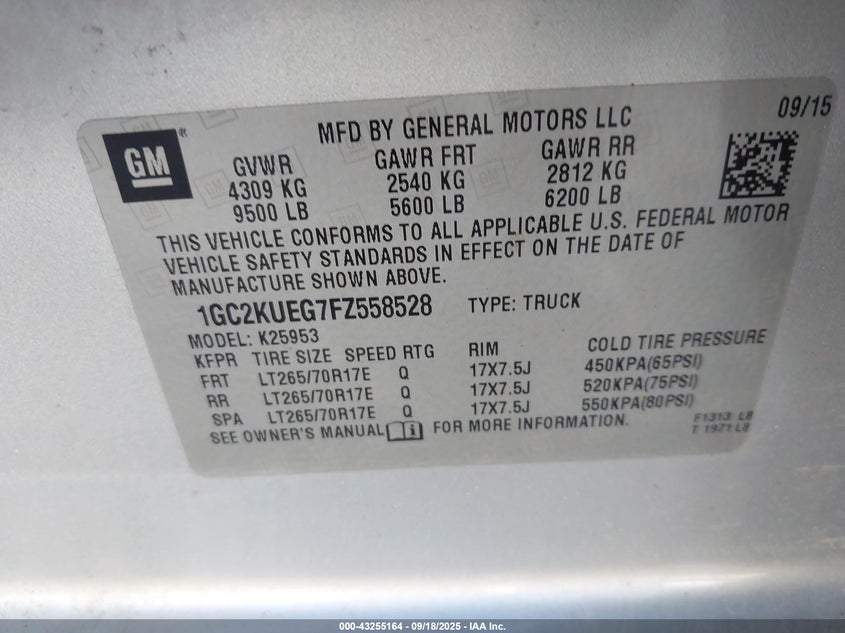 09/15
MFD BY GENERAL MOTORS LLC
GM®
GVWR GAWR FRT GAWR RR
4309 KG 2540 KG 2812 KG
9500 LB 5600 LB 6200 LB
THIS VEHICLE CONFORMS TO ALL APPLICABLE U.S. FEDERAL MOTOR
VEHICLE SAFETY STANDARDS IN EFFECT ON THE DATE OF
MANUFACTURE SHOWN ABOVE.
1GC2KUEG7FZ558528 TYPE: TRUCK
MODEL: K25953
KFPR TIRE SIZE SPEED RTG RIM COLD TIRE PRESSURE
FRT LT265/70R17E Q 17X7.5J 450KPA(65PSI)
RR LT265/70R17E Q 17X7.5J 520KPA(75PSI)
SPA LT265/70R17E Q 17X7.5J 550KPA(80PSI)
SEE OWNER'S MANUAL FOR MORE INFORMATION.
F1313 LB
T 1971 LB
000-43255164 - 09/18/2025 - IAA Inc.